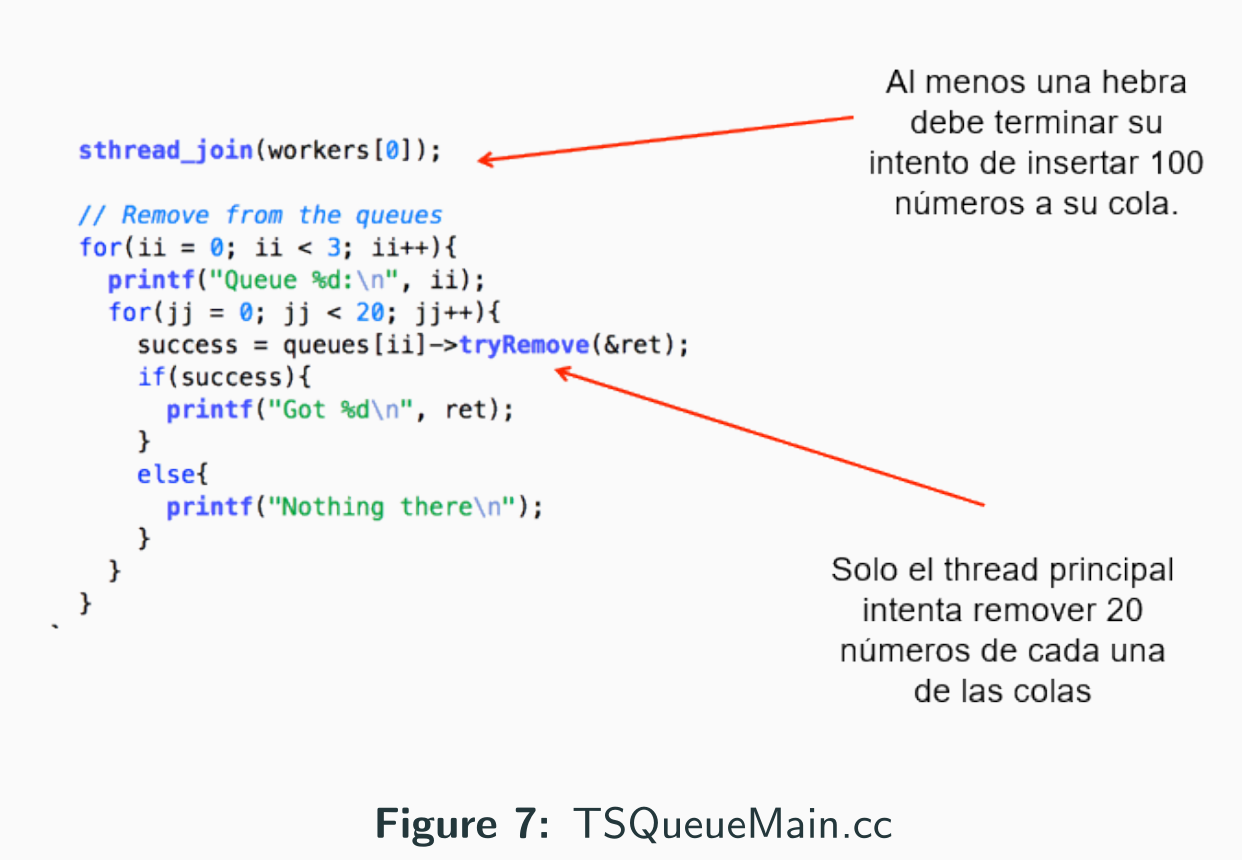 Al menos una hebra
debe terminar su
intento de insertar 100
números a su cola.
sthread_join(workers[0]);
// Remove from the queues
for(ii = 0; ii < 3; ii++){
printf("Queue %d:\n", ii);
for(jj = 0; jj < 20; jj++){
success = queues[ii]->tryRemove(&ret);
if(success){
printf("Got %d\n", ret);
}
else{
printf("Nothing there\n");
}
}
}
Solo el thread principal
intenta remover 20
números de cada una
de las colas
Figure 7: TSQueueMain.cc